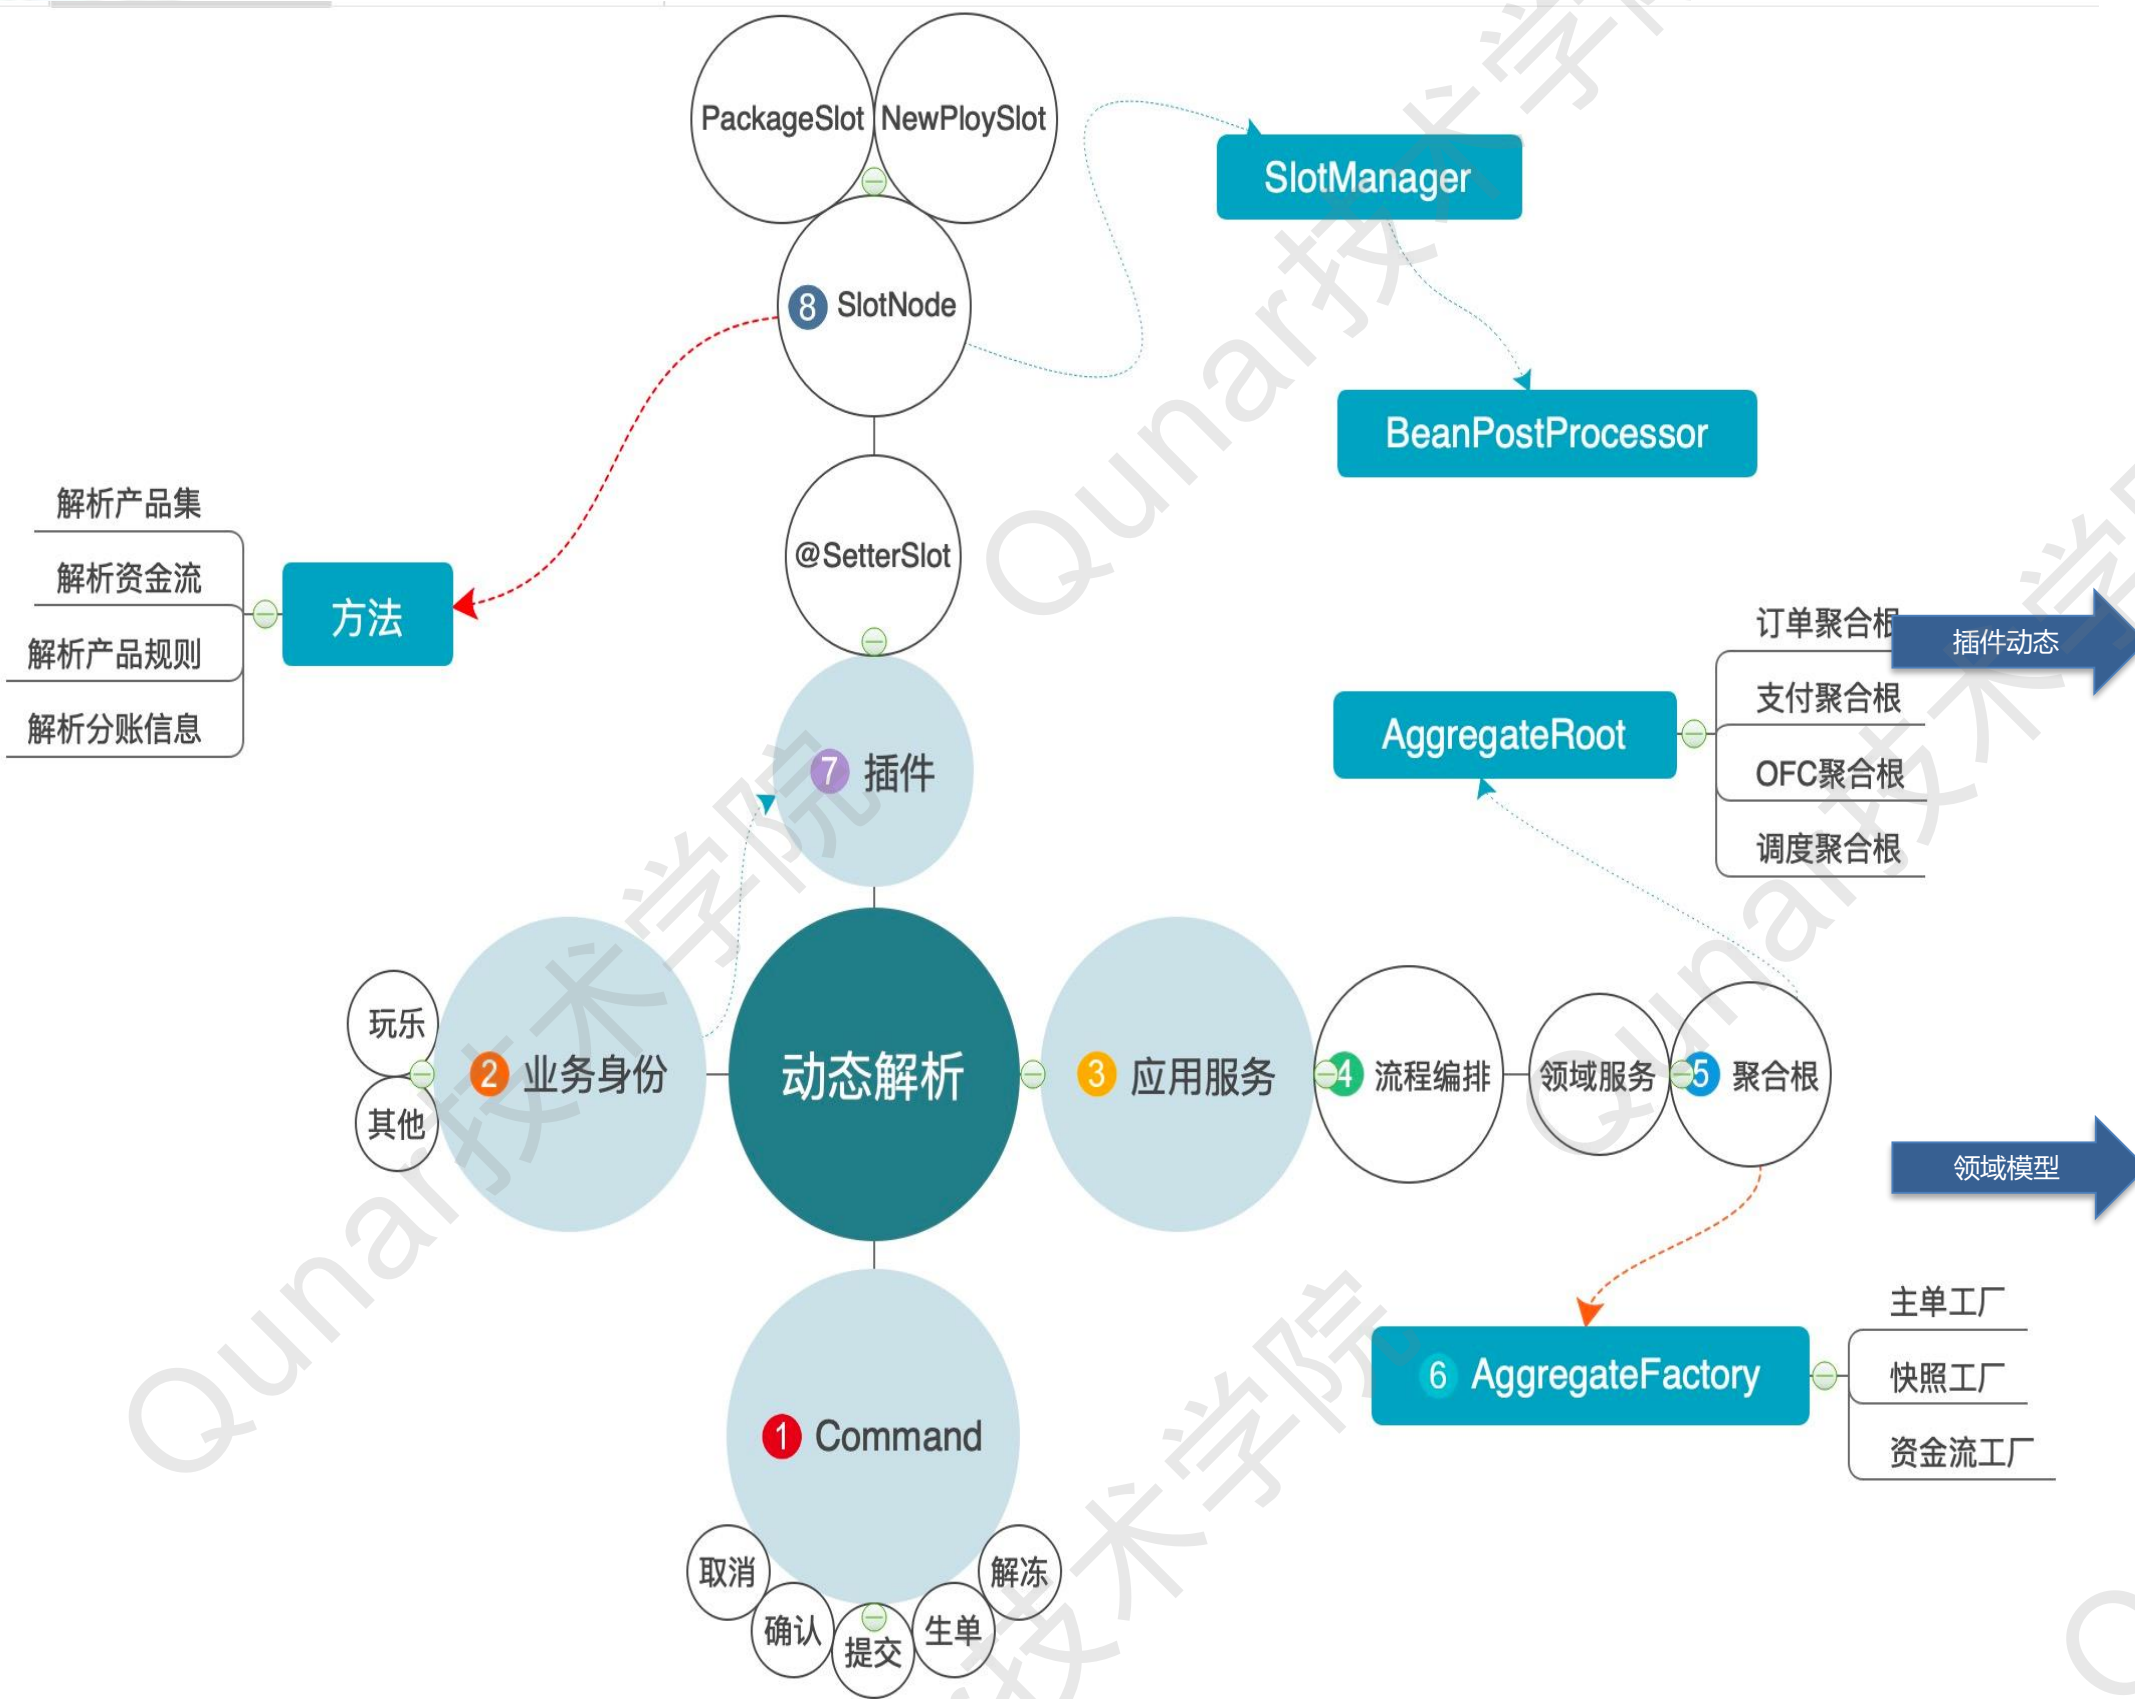 PackageSlot
NewPloySlot
SlotManager
8 SlotNode
BeanPostProcessor
@SetterSlot
解析产品集
解析资金流
解析产品规则
解析分账信息
方法
7 插件
AggregateRoot
订单聚合根
支付聚合根
OFC聚合根
调度聚合根
插件动态
玩乐
其他
2 业务身份
动态解析
3 应用服务
4 流程编排
领域服务
5 聚合根
领域模型
6 AggregateFactory
主单工厂
快照工厂
资金流工厂
1 Command
取消
确认
提交
生单
解冻
Qunar技术学院
Qunar技术学院
Qunar技术学院
技术学院